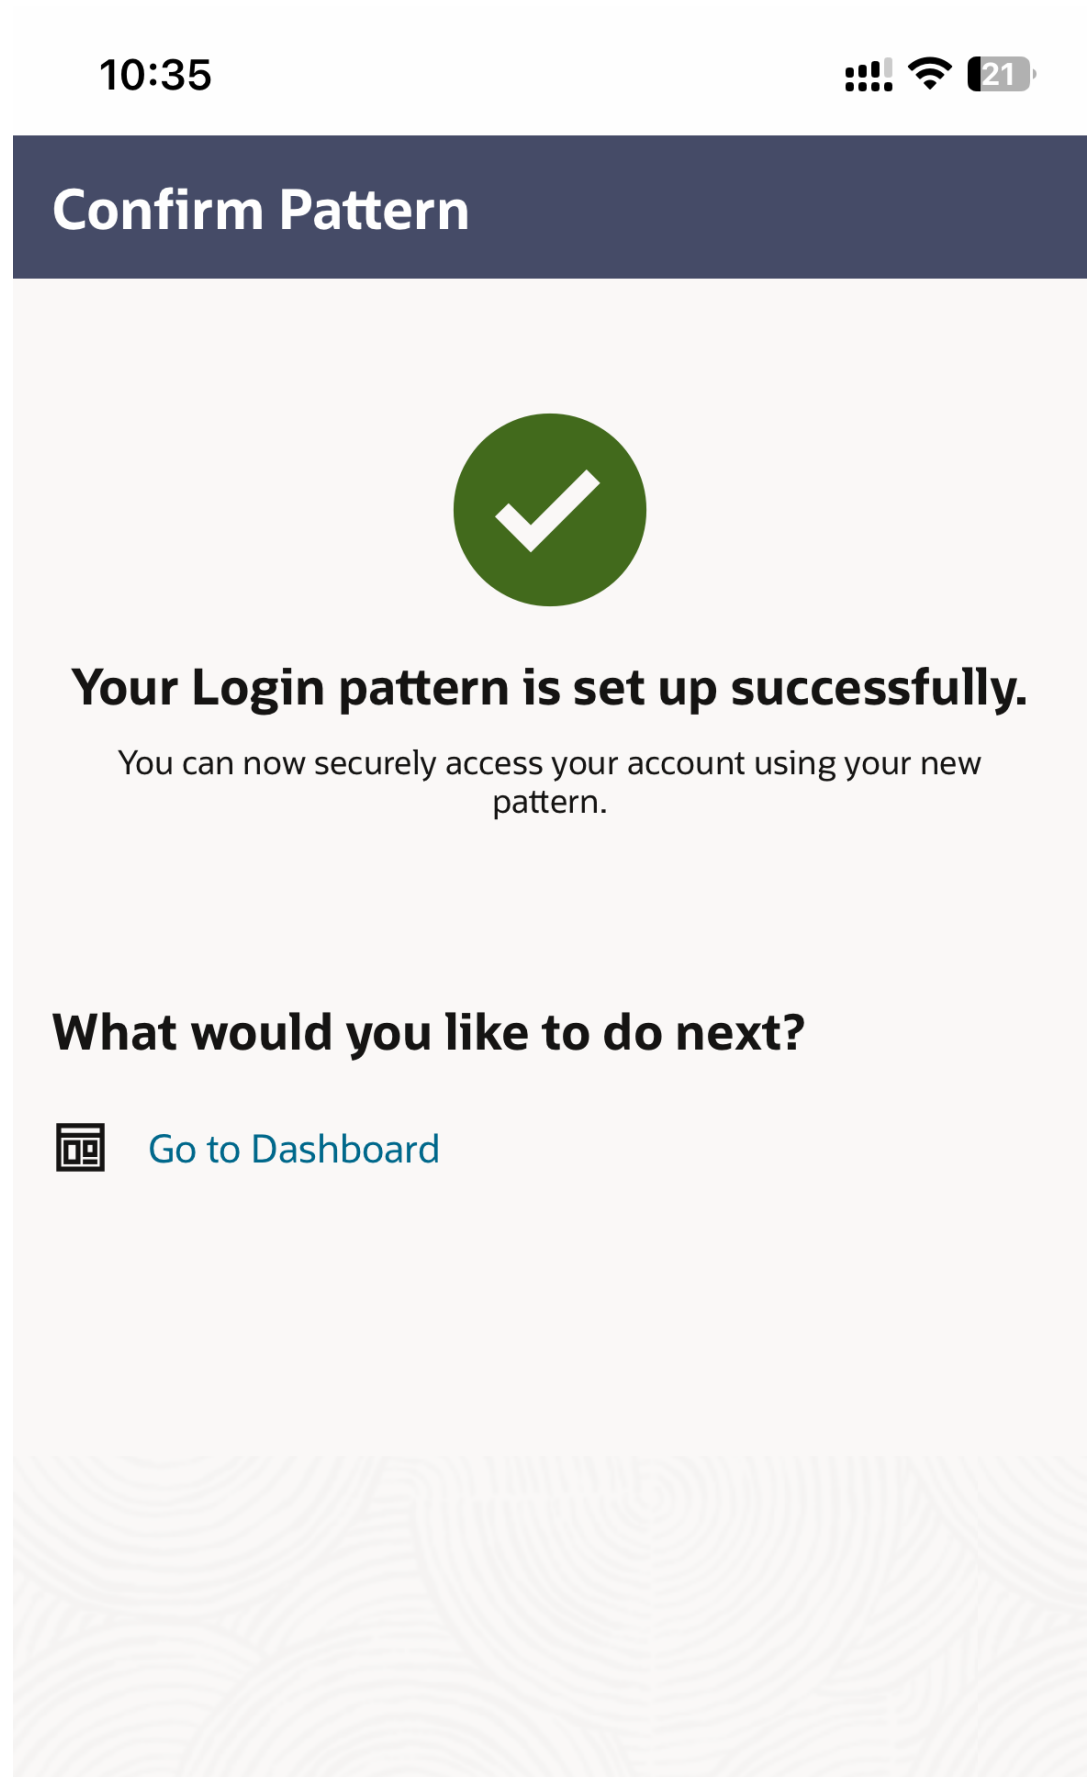 10:35
21
Confirm Pattern
Your Login pattern is set up successfully.
You can now securely access your account using your new
pattern.
What would you like to do next?
Go to Dashboard